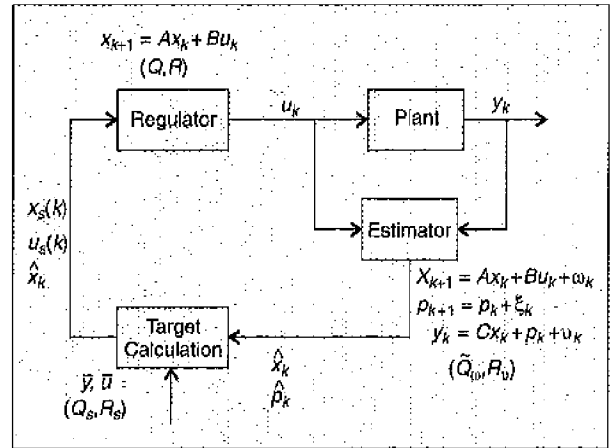 x_{k+1} = Ax_k + Bu_k
(Q,R)
Regulator
u_k
Plant
y_k
Estimator
x_s(k)
u_s(k)
x̂_k
X_{k+1} = Ax_k + Bu_k + ω_k
p_{k+1} = p_k + ξ_k
y_k = Cx_k + p_k + υ_k
(Q̃_ω, R_υ)
Target
Calculation
x̂_k
p̂_k
ȳ, ū =
(Q_s, R_s)